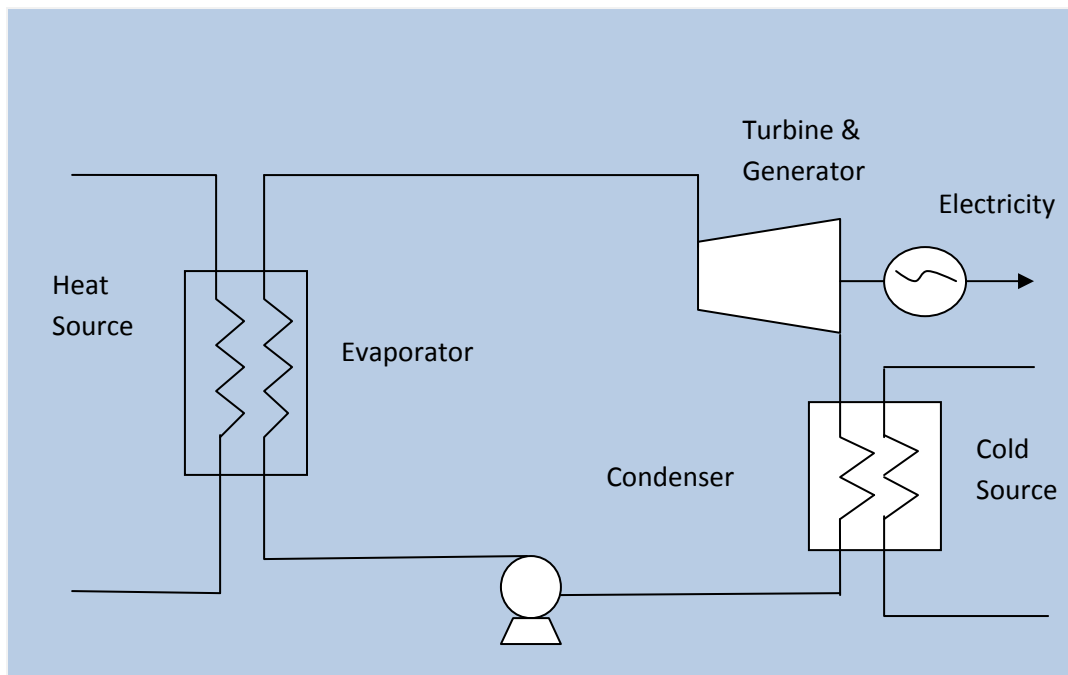 Turbine &
Generator
Electricity
Heat
Source
Evaporator
Condenser
Cold
Source